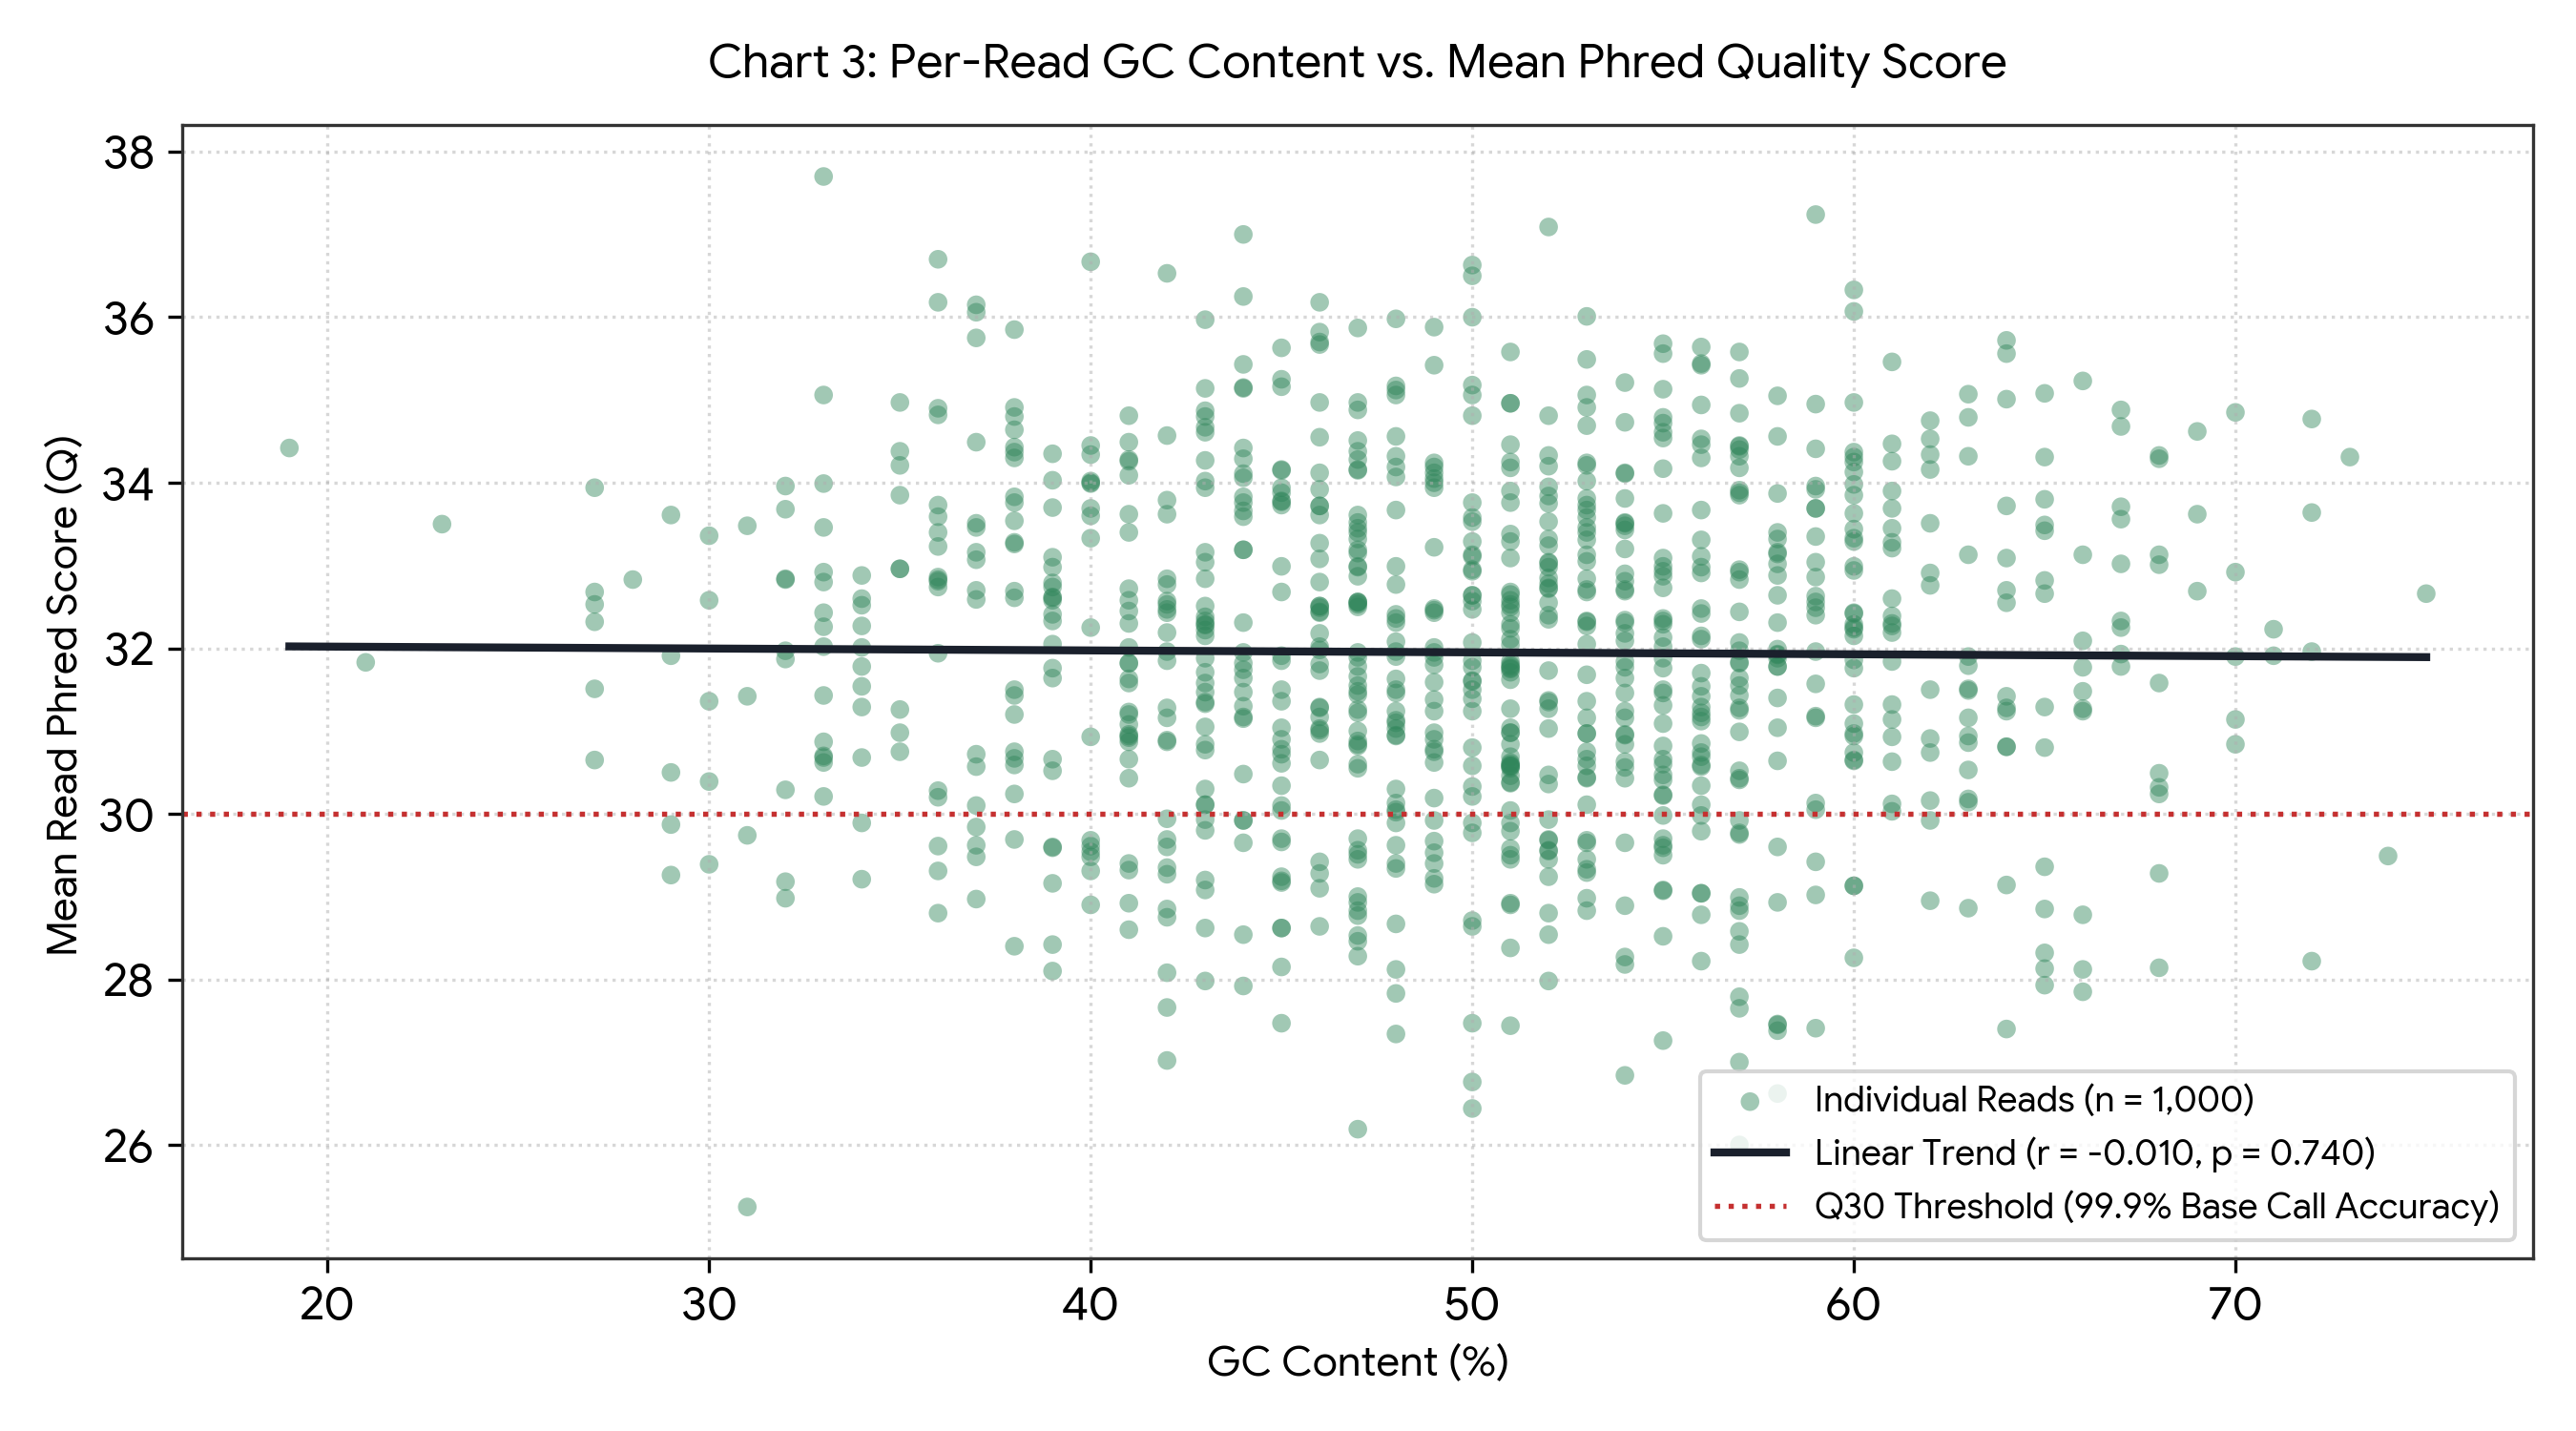 Chart 3: Per-Read GC Content vs. Mean Phred Quality Score
Mean Read Phred Score (Q)
38
36
34
32
30
28
26
20
30
40
50
60
70
GC Content (%)
Individual Reads (n = 1,000)
Linear Trend (r = -0.010, p = 0.740)
Q30 Threshold (99.9% Base Call Accuracy)